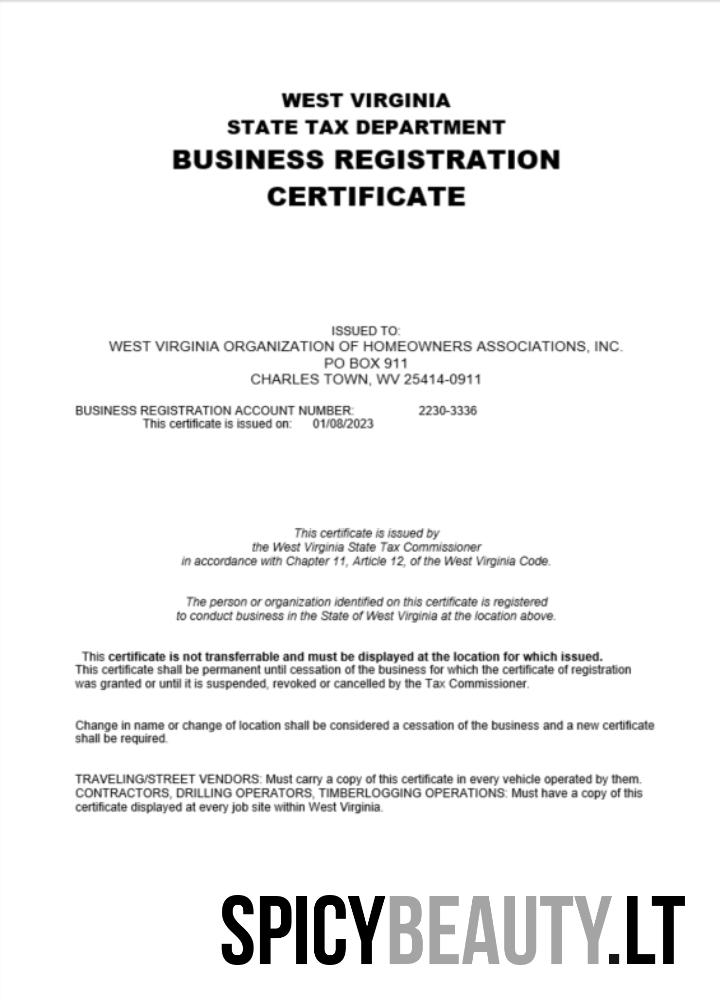 WEST VIRGINIA
STATE TAX DEPARTMENT
BUSINESS REGISTRATION
CERTIFICATE
ISSUED TO:
WEST VIRGINIA ORGANIZATION OF HOMEOWNERS ASSOCIATIONS, INC.
PO BOX 911
CHARLES TOWN, WV 25414-0911
BUSINESS REGISTRATION ACCOUNT NUMBER: 2230-3336
This certificate is issued on: 01/08/2023
This certificate is issued by
the West Virginia State Tax Commissioner
in accordance with Chapter 11, Article 12, of the West Virginia Code.
The person or organization identified on this certificate is registered
to conduct business in the State of West Virginia at the location above.
This certificate is not transferrable and must be displayed at the location for which issued.
This certificate shall be permanent until cessation of the business for which the certificate of registration
was granted or until it is suspended, revoked or cancelled by the Tax Commissioner.
Change in name or change of location shall be considered a cessation of the business and a new certificate
shall be required.
TRAVELING/STREET VENDORS: Must carry a copy of this certificate in every vehicle operated by them.
CONTRACTORS, DRILLING OPERATORS, TIMBER/LOGGING OPERATIONS: Must have a copy of this
certificate displayed at every job site within West Virginia.
SPICYBEAUTY.LT